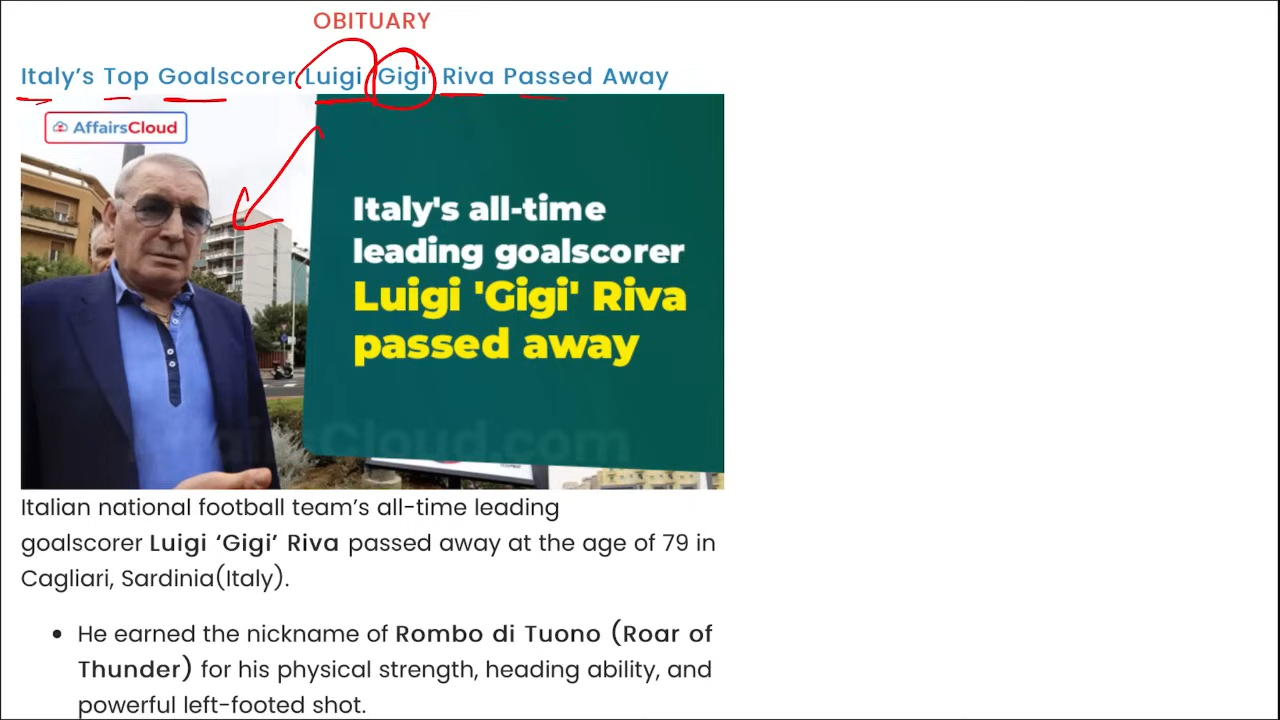 OBITUARY
Italy's Top Goalscorer Luigi 'Gigi' Riva Passed Away
AffairsCloud
Italy's all-time
leading goalscorer
Luigi 'Gigi' Riva
passed away
AffairsCloud.com
Italian national football team's all-time leading
goalscorer Luigi 'Gigi' Riva passed away at the age of 79 in
Cagliari, Sardinia(Italy).
• He earned the nickname of Rombo di Tuono (Roar of
Thunder) for his physical strength, heading ability, and
powerful left-footed shot.